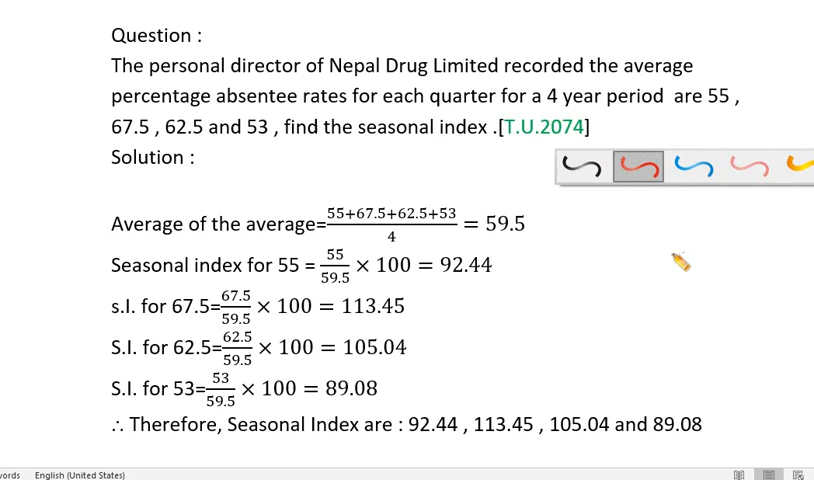 Question :
The personal director of Nepal Drug Limited recorded the average
percentage absentee rates for each quarter for a 4 year period are 55 ,
67.5 , 62.5 and 53 , find the seasonal index .[T.U.2074]
Solution :
Average of the average=\frac{55+67.5+62.5+53}{4} = 59.5
Seasonal index for 55 = \frac{55}{59.5} × 100 = 92.44
s.I. for 67.5=\frac{67.5}{59.5} × 100 = 113.45
S.I. for 62.5=\frac{62.5}{59.5} × 100 = 105.04
S.I. for 53=\frac{53}{59.5} × 100 = 89.08
∴ Therefore, Seasonal Index are : 92.44 , 113.45 , 105.04 and 89.08
English (United States)